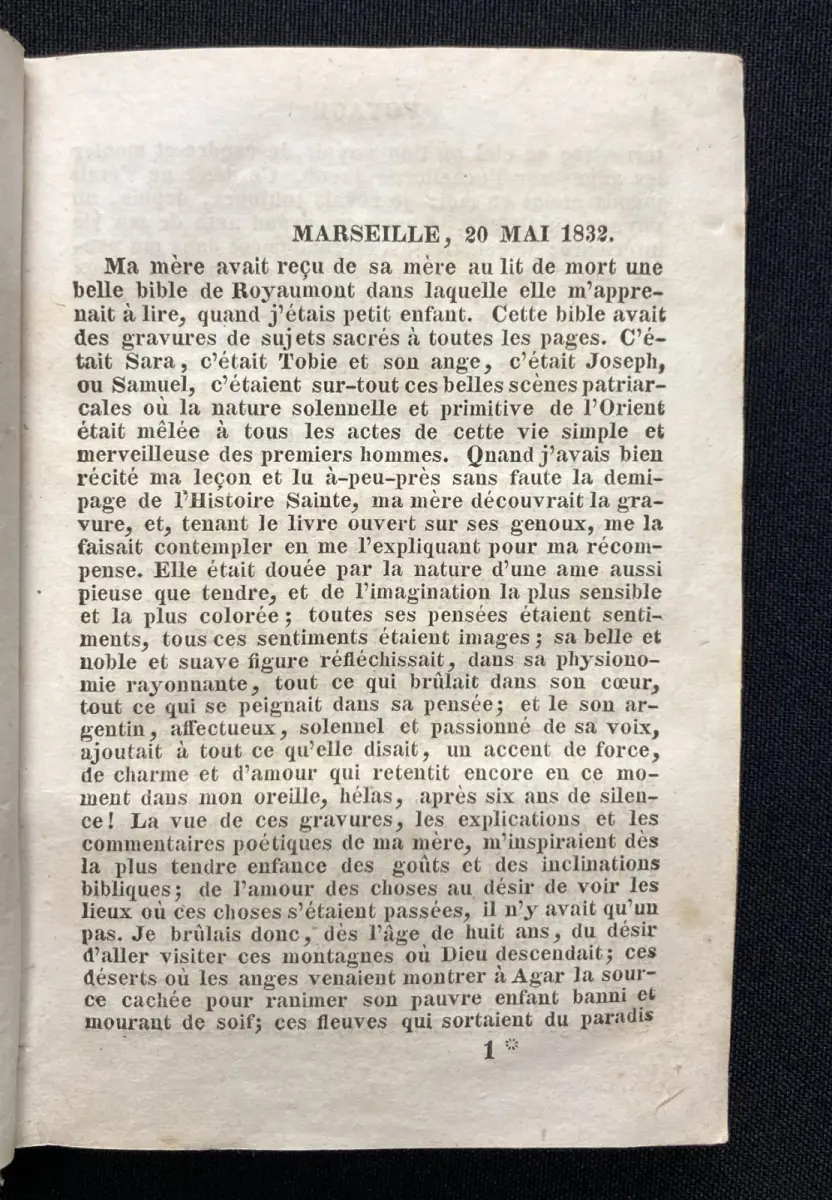 MARSEILLE, 20 MAI 1832.
Ma mère avait reçu de sa mère au lit de mort une
belle bible de Royaumont dans laquelle elle m'appre-
nait à lire, quand j'étais petit enfant. Cette bible avait
des gravures de sujets sacrés à toutes les pages. C'é-
tait Sara, c'était Tobie et son ange, c'était Joseph,
ou Samuel, c'étaient sur-tout ces belles scènes patriar-
cales où la nature solennelle et primitive de l'Orient
était mêlée à tous les actes de cette vie simple et
merveilleuse des premiers hommes. Quand j'avais bien
récité ma leçon et lu à-peu-près sans faute la demi-
page de l'Histoire Sainte, ma mère découvrait la gra-
vure, et, tenant le livre ouvert sur ses genoux, me la
faisait contempler en me l'expliquant pour ma récom-
pense. Elle était douée par la nature d'une ame aussi
pieuse que tendre, et de l'imagination la plus sensible
et la plus colorée; toutes ses pensées étaient senti-
ments, tous ces sentiments étaient images; sa belle et
noble et suave figure réfléchissait, dans sa physiono-
mie rayonnante, tout ce qui brûlait dans son cœur,
tout ce qui se peignait dans sa pensée; et le son ar-
gentin, affectueux, solennel et passionné de sa voix,
ajoutait à tout ce qu'elle disait, un accent de force,
de charme et d'amour qui retentit encore en ce mo-
ment dans mon oreille, hélas, après six ans de silen-
ce! La vue de ces gravures, les explications et les
commentaires poétiques de ma mère, m'inspiraient dès
la plus tendre enfance des goûts et des inclinations
bibliques; de l'amour des choses au désir de voir les
lieux où ces choses s'étaient passées, il n'y avait qu'un
pas. Je brûlais donc, dès l'âge de huit ans, du désir
d'aller visiter ces montagnes où Dieu descendait; ces
déserts où les anges venaient montrer à Agar la sour-
ce cachée pour ranimer son pauvre enfant banni et
mourant de soif; ces fleuves qui sortaient du paradis
1 *